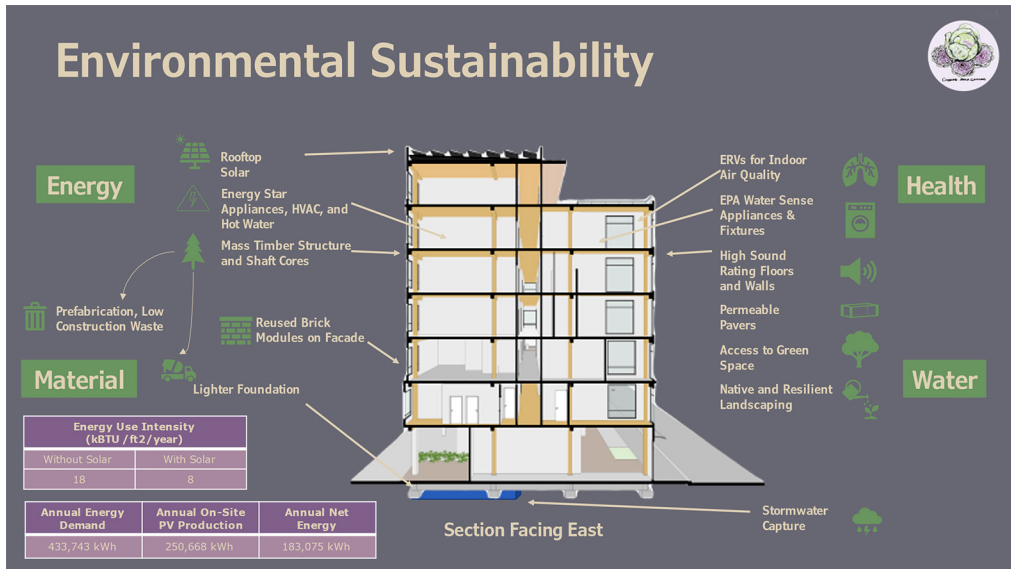 Environmental Sustainability
Energy
Rooftop
Solar
Energy Star
Appliances, HVAC, and
Hot Water
Mass Timber Structure
and Shaft Cores
Prefabrication, Low
Construction Waste
Reused Brick
Modules on Facade
Material
Lighter Foundation
Energy Use Intensity
(kBTU /ft2/year)
Without Solar With Solar
18 8
Annual Energy
Demand
Annual On-Site
PV Production
Annual Net
Energy
433,743 kWh 250,668 kWh 183,075 kWh
Section Facing East
ERVs for Indoor
Air Quality
Health
EPA Water Sense
Appliances &
Fixtures
High Sound
Rating Floors
and Walls
Permeable
Pavers
Access to Green
Space
Water
Native and Resilient
Landscaping
Stormwater
Capture